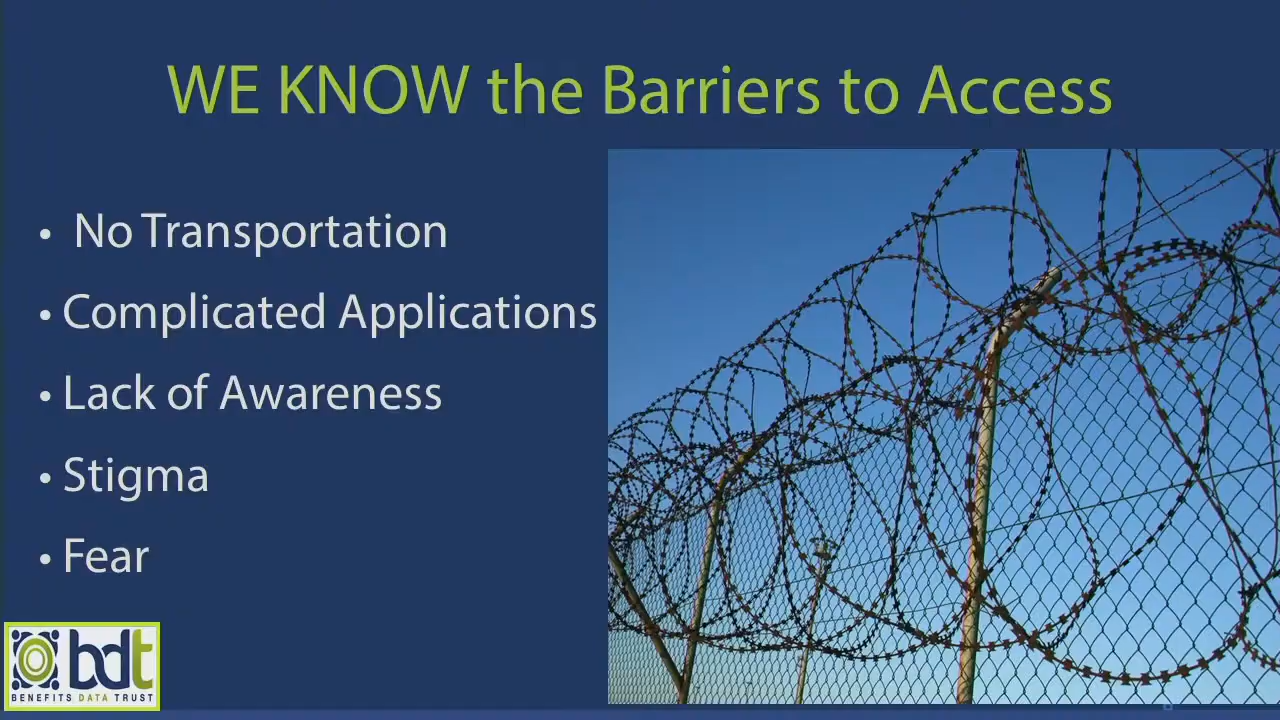 WE KNOW the Barriers to Access
• No Transportation
• Complicated Applications
• Lack of Awareness
• Stigma
• Fear
bdt
BENEFITS DATA TRUST